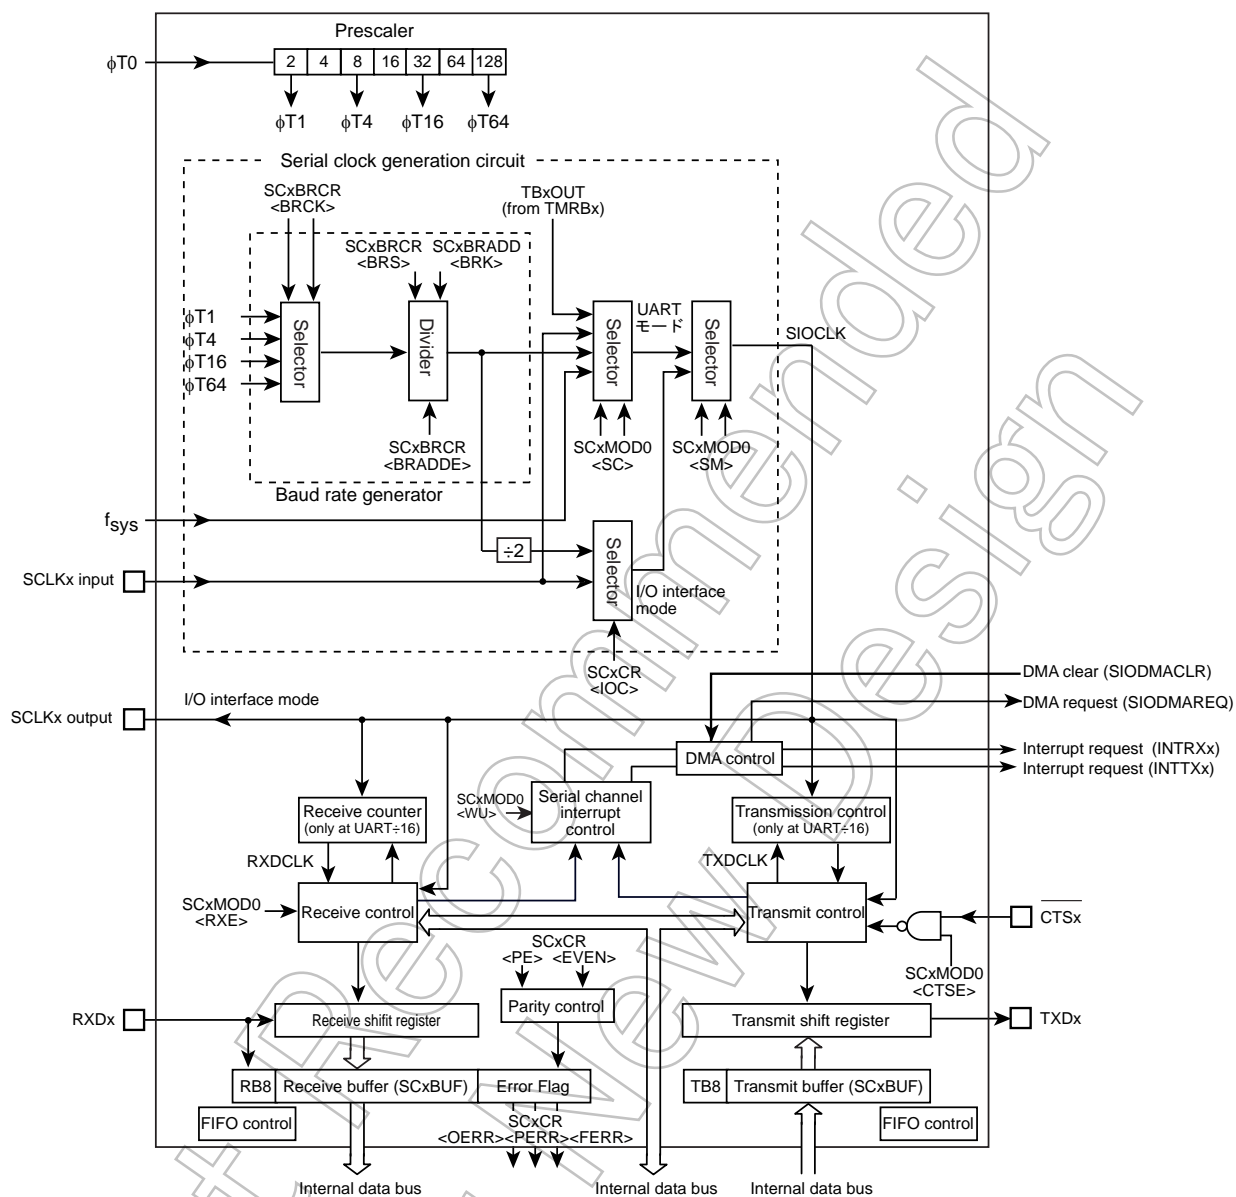 Prescaler
ϕT0
2 4 8 16 32 64 128
ϕT1 ϕT4 ϕT16 ϕT64
Serial clock generation circuit
SCxBRCR
<BRCK>
TBxOUT
(from TMRBx)
SCxBRCR
<BRS>
SCxBRADD
<BRK>
ϕT1
ϕT4
ϕT16
ϕT64
Selector
Divider
Selector
UART
モード
Selector
SIOCLK
SCxBRCR
<BRADDE>
SCxMOD0
<SC>
SCxMOD0
<SM>
Baud rate generator
fsys
÷2
Selector
SCLKx input
I/O interface
mode
SCxCR
<IOC>
DMA clear (SIODMACLR)
I/O interface mode
DMA request (SIODMAREQ)
SCLKx output
DMA control
Interrupt request (INTRXx)
Interrupt request (INTTXx)
SCxMOD0
<WU>
Serial channel
interrupt
control
Receive counter
(only at UART÷16)
Transmission control
(only at UART÷16)
RXDCLK
TXDCLK
SCxMOD0
<RXE>
Receive control
Transmit control
CTSx
SCxCR
<PE> <EVEN>
SCxMOD0
<CTSE>
Parity control
RXDx
Receive shifit register
Transmit shift register
TXDx
RB8 Receive buffer (SCxBUF) Error Flag
TB8 Transmit buffer (SCxBUF)
FIFO control
SCxCR
<OERR><PERR><FERR>
FIFO control
Internal data bus
Internal data bus
Internal data bus
Recommended
New Design